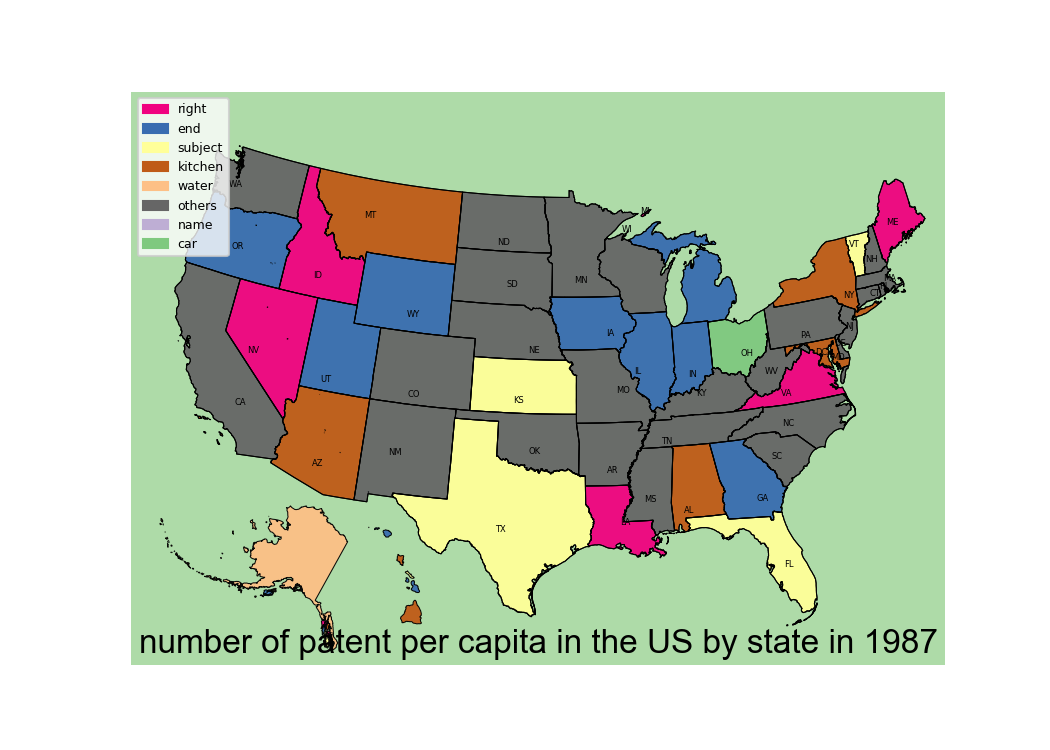 right
end
subject
kitchen
water
others
name
car
WA
MT
ME
ND
MI
WI
VT
OR
NH
ID
SD
MN
MA
NY
CT
WY
IA
NJ
PA
OH
NV
NE
UT
IL
IN
WV
CO
KS
MO
KY
VA
CA
NC
TN
NM
OK
SC
AZ
AR
MS
GA
AL
LA
TX
FL
number of patent per capita in the US by state in 1987